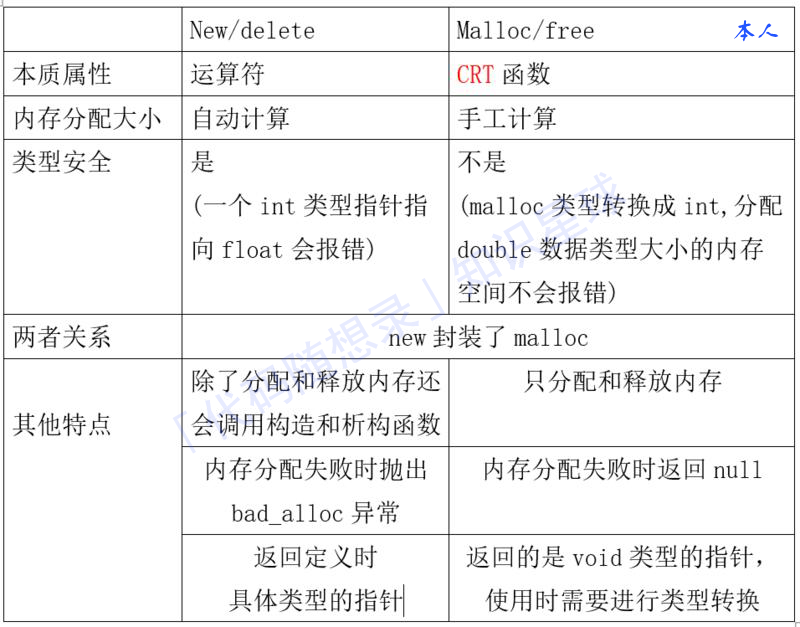 New/delete
Malloc/free
本人
本质属性
运算符
CRT 函数
内存分配大小
自动计算
手工计算
类型安全
是
(一个 int 类型指针指
向 float 会报错)
不是
(malloc 类型转换成 int,分配
double 数据类型大小的内存
空间不会报错)
两者关系
new 封装了 malloc
其他特点
除了分配和释放内存还
会调用构造和析构函数
只分配和释放内存
内存分配失败时抛出
bad_alloc 异常
内存分配失败时返回 null
返回定义时
具体类型的指针
返回的是 void 类型的指针，
使用时需要进行类型转换
「代码随想录」知识星球